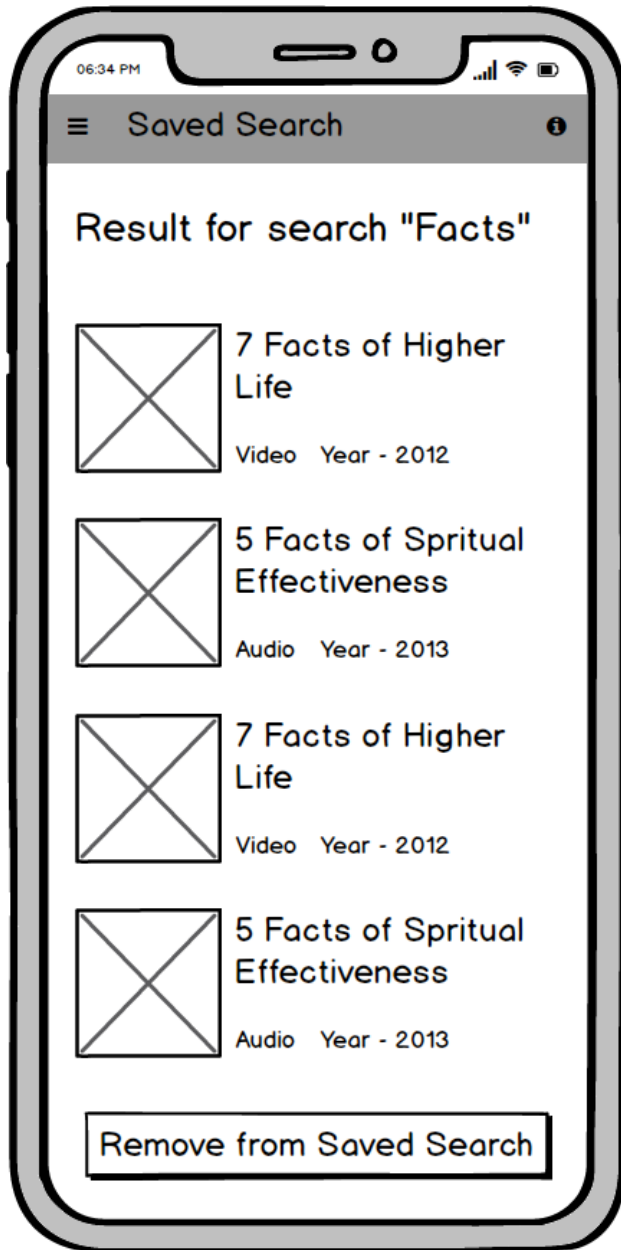 06:34 PM
Saved Search
Result for search "Facts"
7 Facts of Higher
Life
Video Year - 2012
5 Facts of Spritual
Effectiveness
Audio Year - 2013
7 Facts of Higher
Life
Video Year - 2012
5 Facts of Spritual
Effectiveness
Audio Year - 2013
Remove from Saved Search